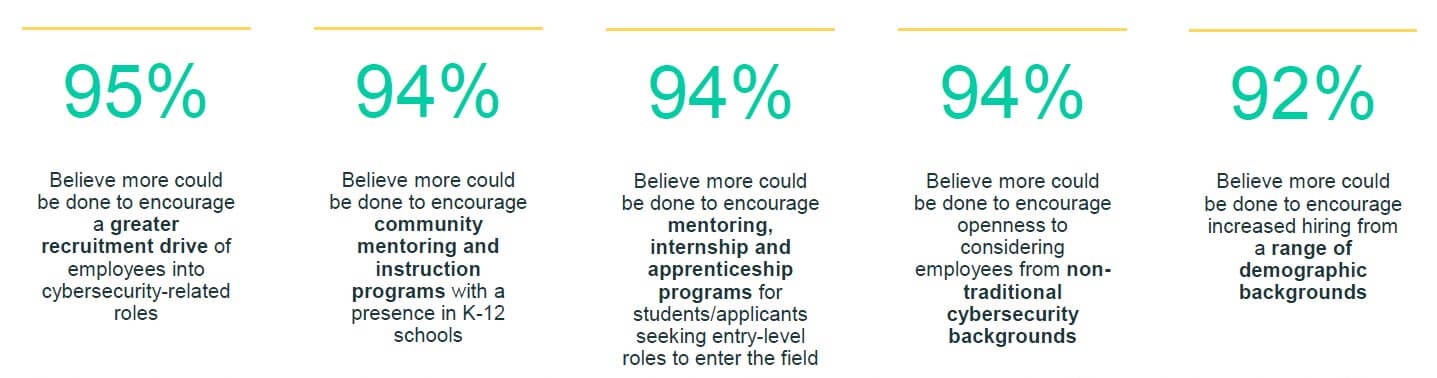 95%
Believe more could
be done to encourage
a greater
recruitment drive of
employees into
cybersecurity-related
roles
94%
Believe more could
be done to encourage
community
mentoring and
instruction
programs with a
presence in K-12
schools
94%
Believe more could
be done to encourage
mentoring,
internship and
apprenticeship
programs for
students/applicants
seeking entry-level
roles to enter the field
94%
Believe more could
be done to encourage
openness to
considering
employees from non-
traditional
cybersecurity
backgrounds
92%
Believe more could
be done to encourage
increased hiring from
a range of
demographic
backgrounds